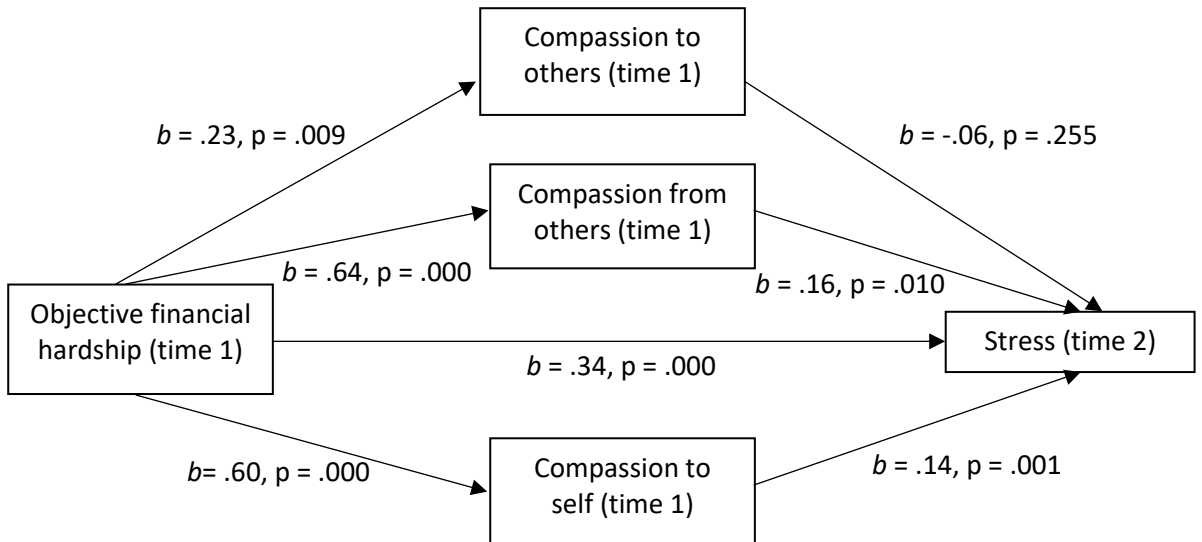 Compassion to
others (time 1)
b = .23, p = .009
b = -.06, p = .255
Compassion from
others (time 1)
b = .64, p = .000
b = .16, p = .010
Objective financial
hardship (time 1)
Stress (time 2)
b = .34, p = .000
b= .60, p = .000
b = .14, p = .001
Compassion to
self (time 1)